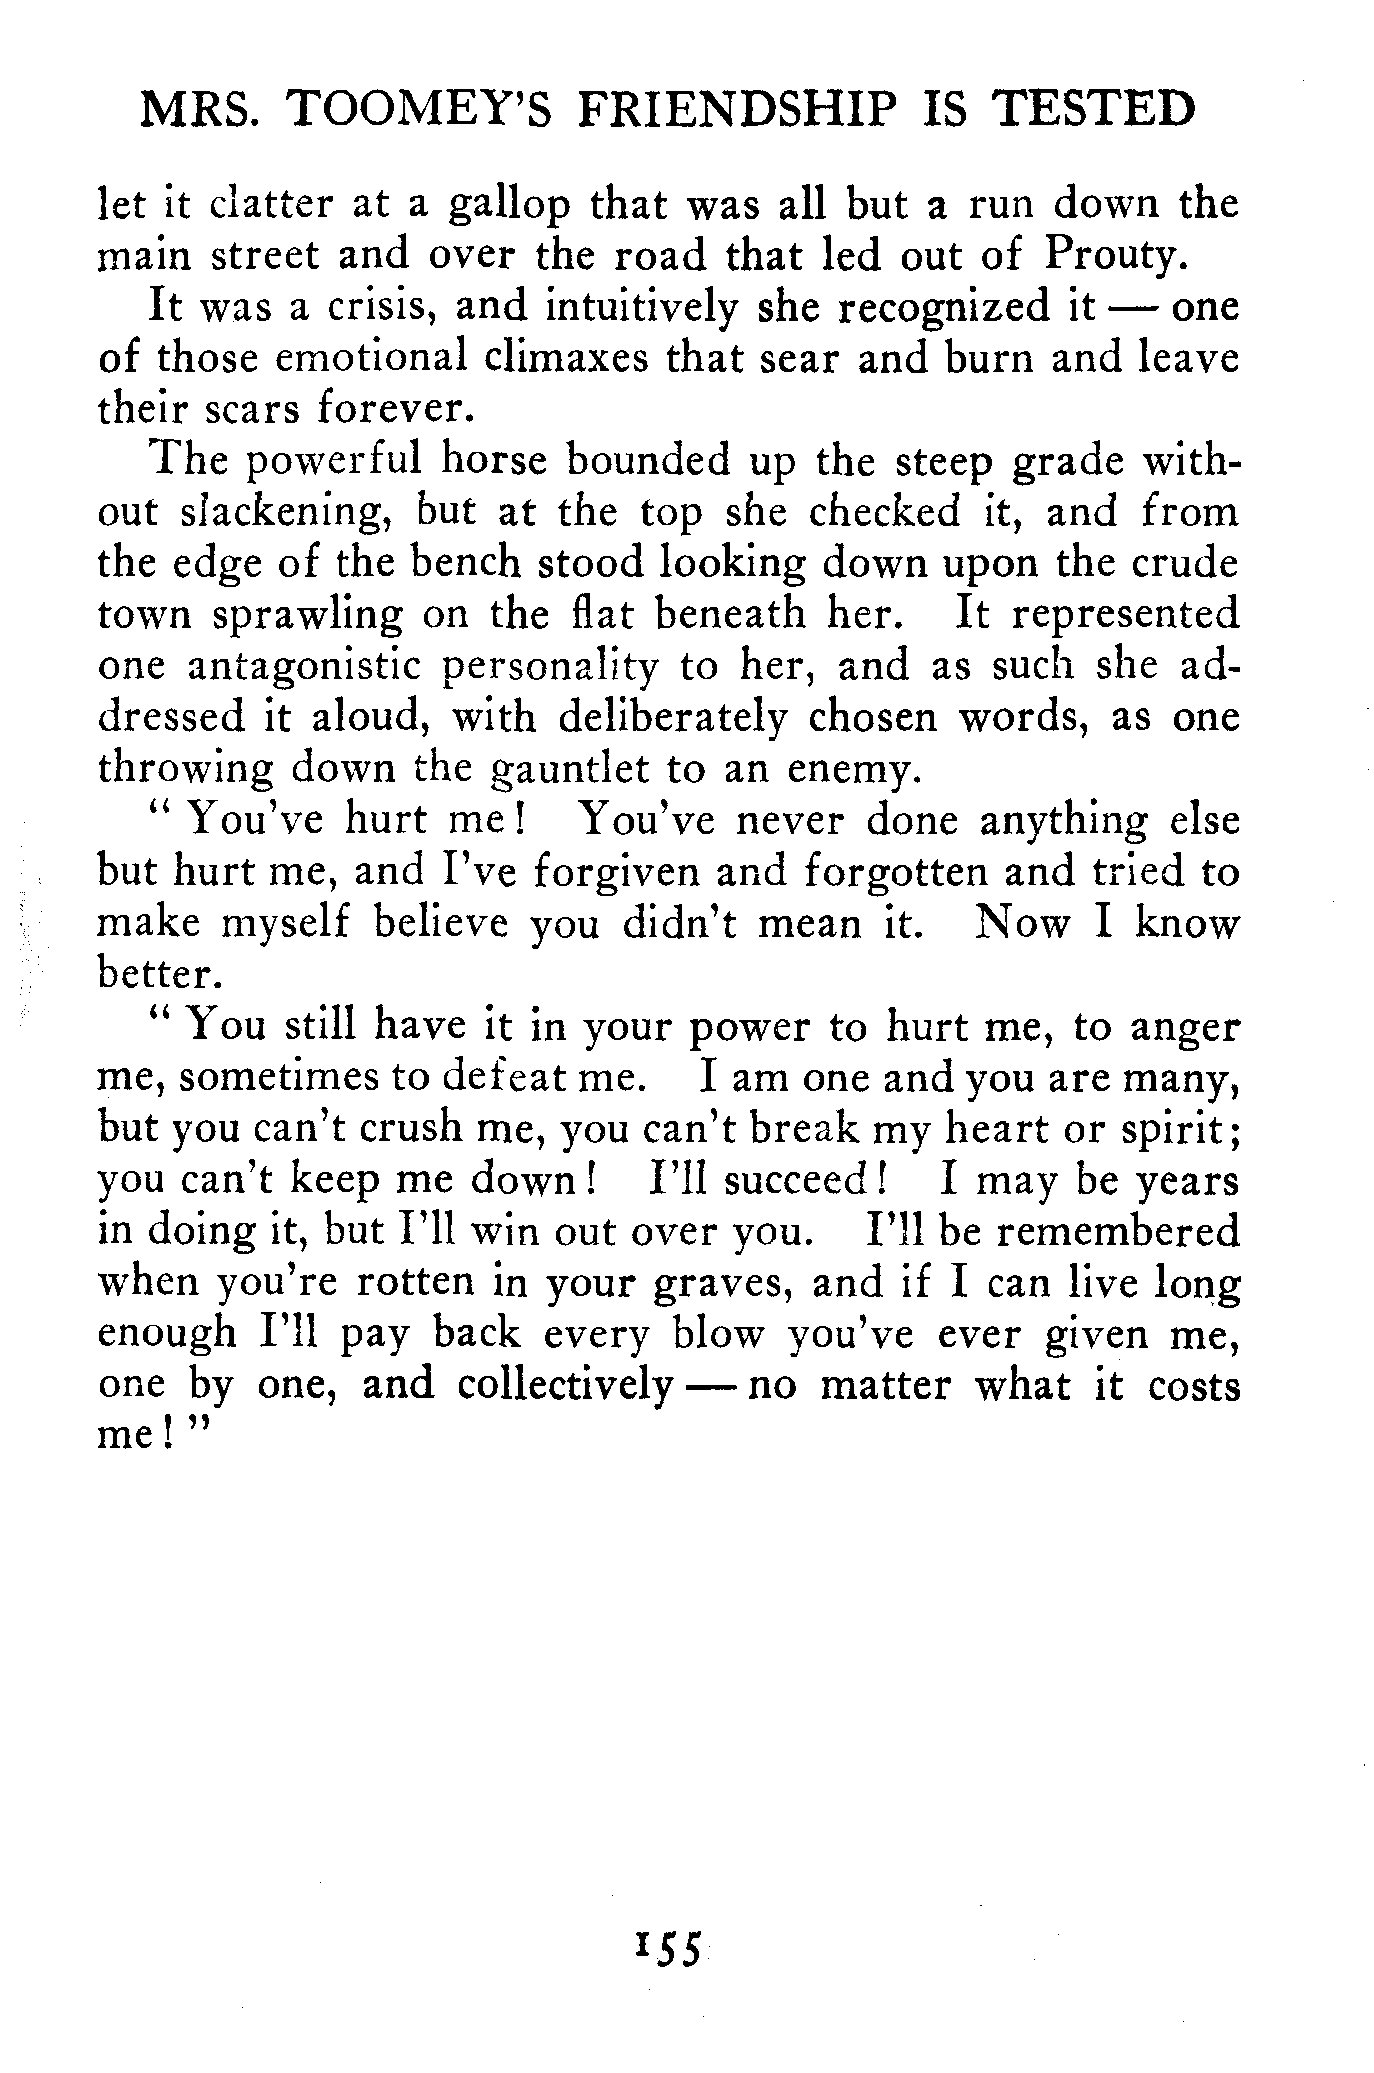 MRS. TOOMEY'S FRIENDSHIP IS TESTED
let it clatter at a gallop that was all but a run down the
main street and over the road that led out of Prouty.
It was a crisis, and intuitively she recognized it — one
of those emotional climaxes that sear and burn and leave
their scars forever.
The powerful horse bounded up the steep grade with-
out slackening, but at the top she checked it, and from
the edge of the bench stood looking down upon the crude
town sprawling on the flat beneath her. It represented
one antagonistic personality to her, and as such she ad-
dressed it aloud, with deliberately chosen words, as one
throwing down the gauntlet to an enemy.
“ You've hurt me! You've never done anything else
but hurt me, and I've forgiven and forgotten and tried to
make myself believe you didn't mean it. Now I know
better.
“ You still have it in your power to hurt me, to anger
me, sometimes to defeat me. I am one and you are many,
but you can't crush me, you can't break my heart or spirit;
you can't keep me down! I'll succeed! I may be years
in doing it, but I'll win out over you. I'll be remembered
when you're rotten in your graves, and if I can live long
enough I'll pay back every blow you've ever given me,
one by one, and collectively — no matter what it costs
me! ”
155